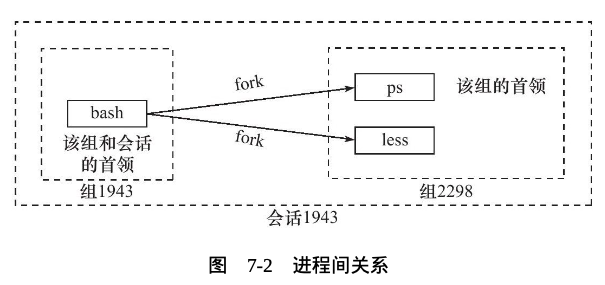 fork
ps
该组的首领
bash
fork
less
该组和会话
的首领
组1943
组2298
会话1943
图 7-2 进程间关系